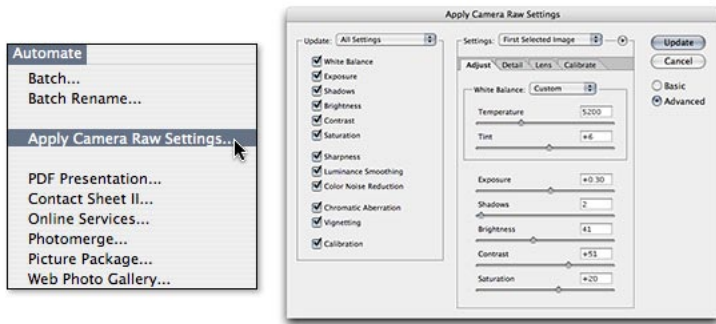 Automate
Batch...
Batch Rename...
Apply Camera Raw Settings...
PDF Presentation...
Contact Sheet II...
Online Services...
Photomerge...
Picture Package...
Web Photo Gallery...
Apply Camera Raw Settings
Update: All Settings
White Balance
Exposure
Shadows
Brightness
Contrast
Saturation
Sharpness
Luminance Smoothing
Color Noise Reduction
Chromatic Aberration
Vignetting
Calibration
Settings: First Selected Image
Adjust Detail Lens Calibrate
White Balance: Custom
Temperature 5200
Tint +6
Exposure +0.30
Shadows 2
Brightness 41
Contrast +51
Saturation +20
Update
Cancel
Basic
Advanced